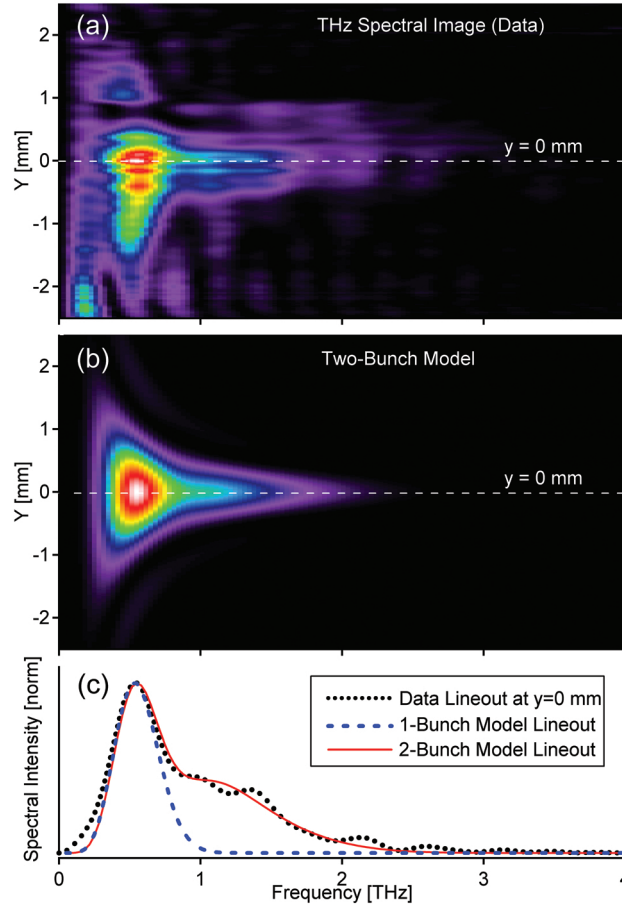 (a)
THz Spectral Image (Data)
2
1
0
-1
-2
Y [mm]
y = 0 mm
(b)
Two-Bunch Model
2
1
0
-1
-2
Y [mm]
y = 0 mm
(c)
Spectral Intensity [norm]
Data Lineout at y=0 mm
1-Bunch Model Lineout
2-Bunch Model Lineout
0 1 2 3 4
Frequency [THz]